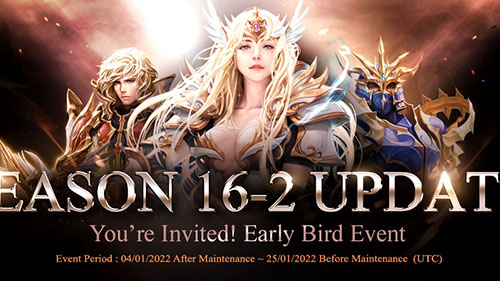 EASON 16-2 UPDAT
You're Invited! Early Bird Event
Event Period : 04/01/2022 After Maintenance ~ 25/01/2022 Before Maintenance (UTC)